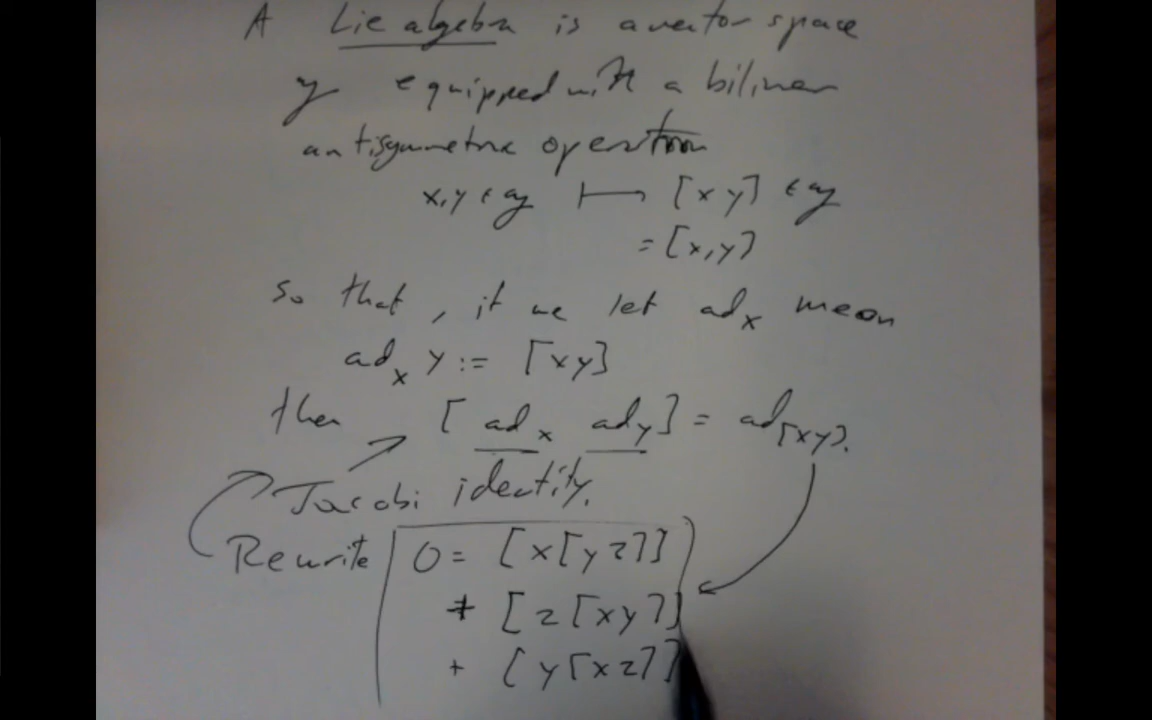 A Lie algebra is a vector space
𝔤 equipped with a bilinear
antisymmetric operation
x, y ∈ 𝔤 ⟼ [x y] ∈ 𝔤
= [x, y]
so that, if we let ad_x mean
ad_x y := [x y]
then [ad_x ad_y] = ad_[xy].
Jacobi identity.
Rewrite 0 = [x [y z]]
+ [z [x y]]
+ [y [x z]]